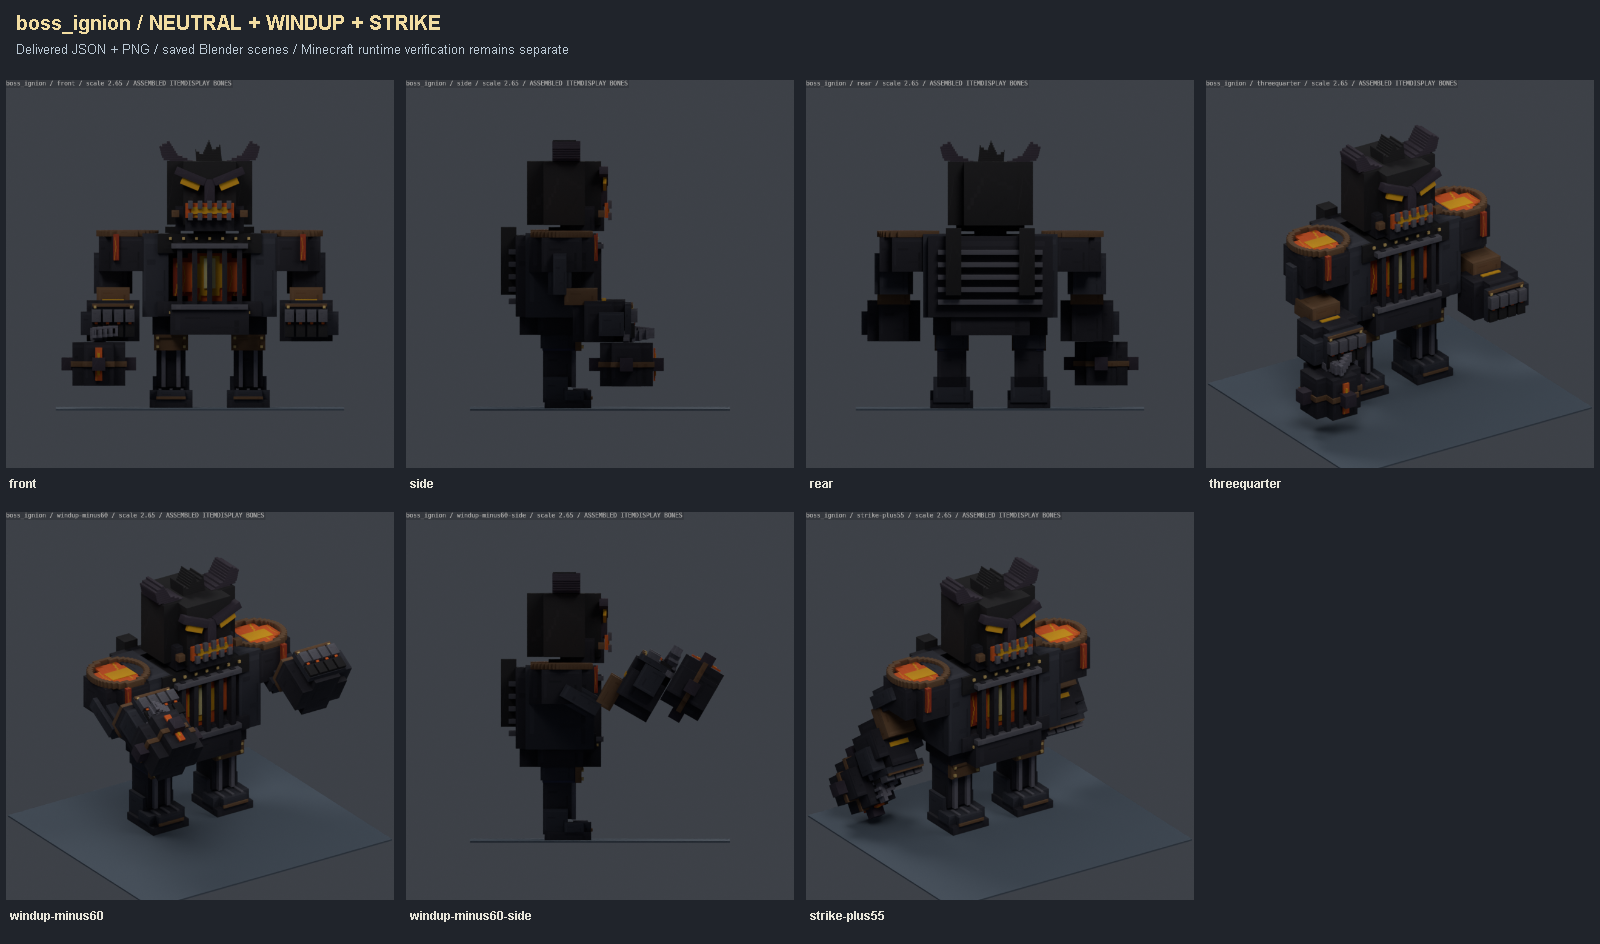 boss_ignion / NEUTRAL + WINDUP + STRIKE
Delivered JSON + PNG / saved Blender scenes / Minecraft runtime verification remains separate
boss_ignion / front / scale 2.65 / ASSEMBLED ITEMDISPLAY BONES
boss_ignion / side / scale 2.65 / ASSEMBLED ITEMDISPLAY BONES
boss_ignion / rear / scale 2.65 / ASSEMBLED ITEMDISPLAY BONES
boss_ignion / threequarter / scale 2.65 / ASSEMBLED ITEMDISPLAY BONES
front
side
rear
threequarter
boss_ignion / windup-minus60 / scale 2.65 / ASSEMBLED ITEMDISPLAY BONES
boss_ignion / windup-minus60-side / scale 2.65 / ASSEMBLED ITEMDISPLAY BONES
boss_ignion / strike-plus55 / scale 2.65 / ASSEMBLED ITEMDISPLAY BONES
windup-minus60
windup-minus60-side
strike-plus55